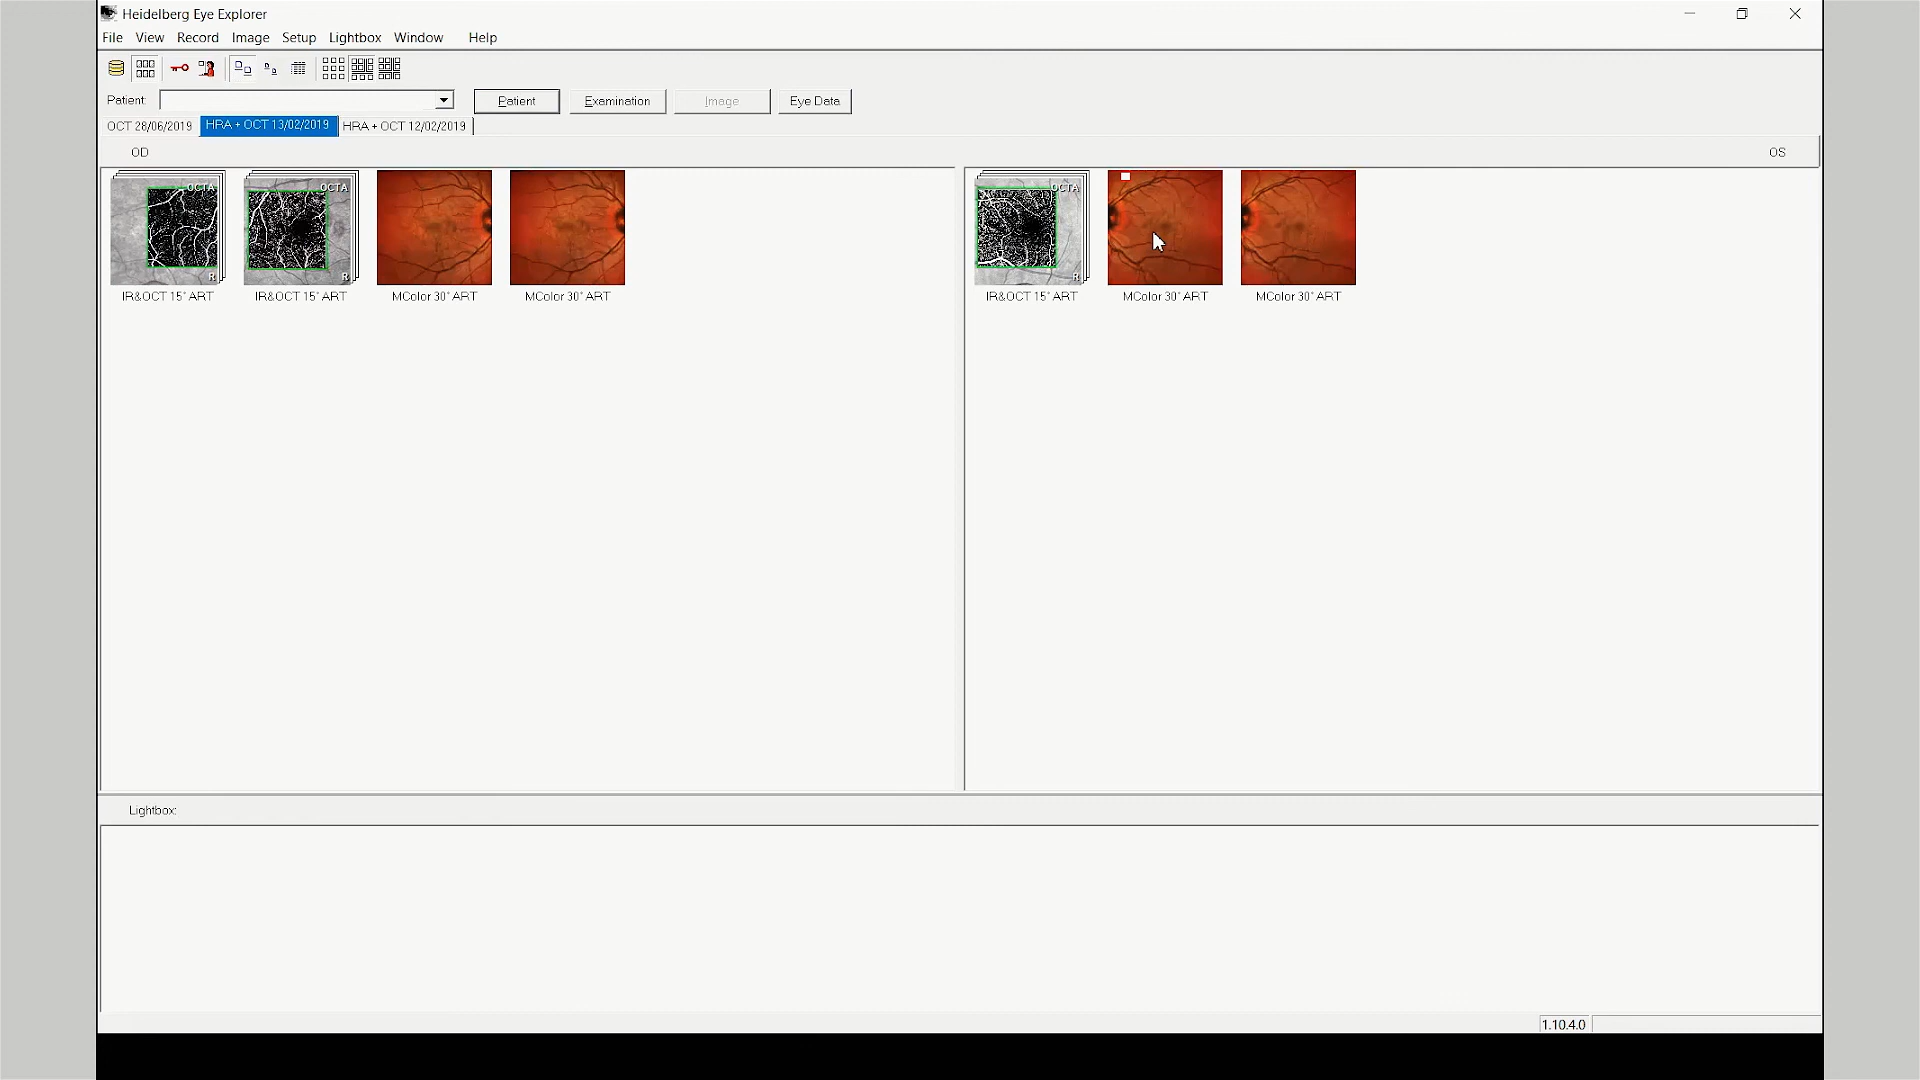 Heidelberg Eye Explorer
File View Record Image Setup Lightbox Window Help
Patient: Patient Examination Image Eye Data
OCT 28/06/2019 HRA + OCT 13/02/2019 HRA + OCT 12/02/2019
OD OS
OCTA OCTA OCTA
R R R
IR&OCT 15° ART IR&OCT 15° ART MColor 30° ART MColor 30° ART IR&OCT 15° ART MColor 30° ART MColor 30° ART
Lightbox:
1.10.4.0